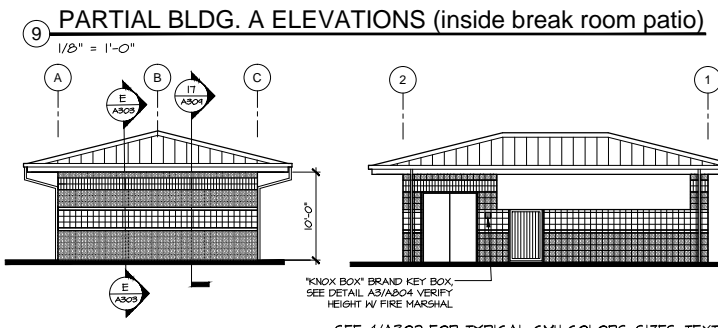 9 PARTIAL BLDG. A ELEVATIONS (inside break room patio)
1/8" = 1'-0"
A
B
C
E
A303
17
A304
10'-0"
E
A303
2
1
"KNOX BOX" BRAND KEY BOX,
SEE DETAIL A3/A804 VERIFY
HEIGHT W/ FIRE MARSHAL